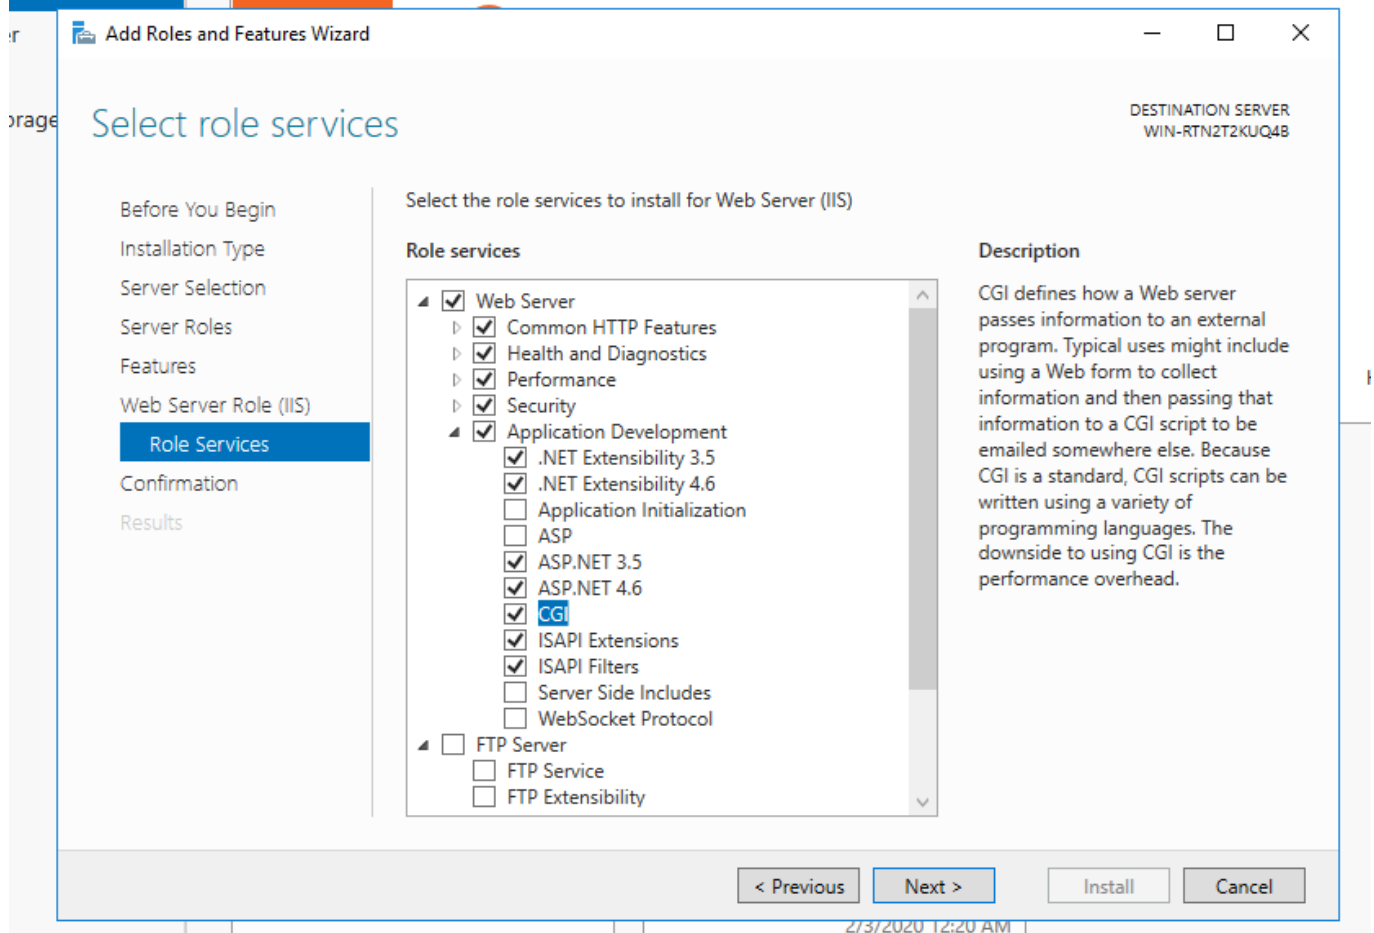 er
Add Roles and Features Wizard
orage
Select role services
DESTINATION SERVER
WIN-RTN2T2KUQ4B
Before You Begin
Installation Type
Server Selection
Server Roles
Features
Web Server Role (IIS)
Role Services
Confirmation
Results
Select the role services to install for Web Server (IIS)
Role services
Web Server
Common HTTP Features
Health and Diagnostics
Performance
Security
Application Development
.NET Extensibility 3.5
.NET Extensibility 4.6
Application Initialization
ASP
ASP.NET 3.5
ASP.NET 4.6
CGI
ISAPI Extensions
ISAPI Filters
Server Side Includes
WebSocket Protocol
FTP Server
FTP Service
FTP Extensibility
Description
CGI defines how a Web server
passes information to an external
program. Typical uses might include
using a Web form to collect
information and then passing that
information to a CGI script to be
emailed somewhere else. Because
CGI is a standard, CGI scripts can be
written using a variety of
programming languages. The
downside to using CGI is the
performance overhead.
< Previous
Next >
Install
Cancel
2/3/2020 12:20 AM